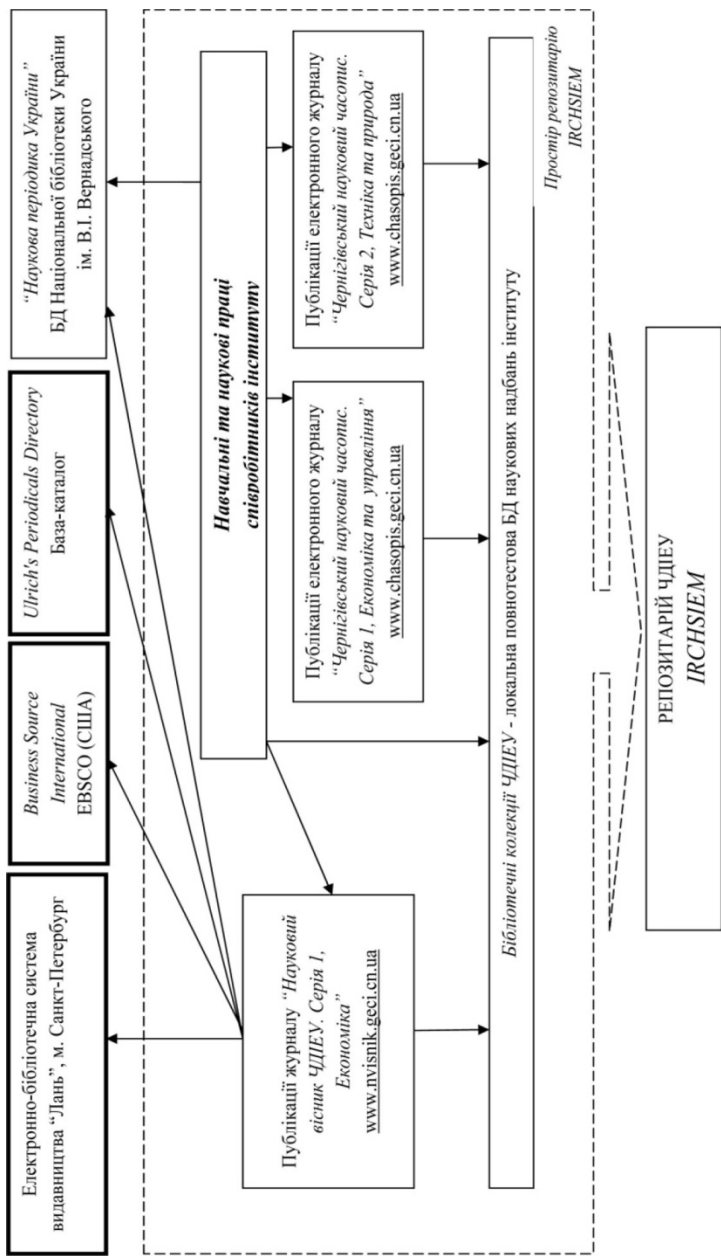 Електронно-бібліотечна система
видавництва “Лань”, м. Санкт-Петербург
Business Source
International
EBSCO (США)
Ulrich's Periodicals Directory
База-каталог
“Наукова періодика України”
БД Національної бібліотеки України
ім. В.І. Вернадського
Навчальні та наукові праці
співробітників інституту
Публікації журналу “Науковий
вісник ЧДІЕУ. Серія 1,
Економіка”
www.nvisnik.geci.cn.ua
Публікації електронного журналу
“Чернігівський науковий часопис.
Серія 1, Економіка та управління”
www.chasopis.geci.cn.ua
Публікації електронного журналу
“Чернігівський науковий часопис.
Серія 2, Техніка та природа”
www.chasopis.geci.cn.ua
Бібліотечні колекції ЧДІЕУ - локальна повнотестова БД наукових надбань інституту
Простір репозитарію
IRCHSIEM
РЕПОЗИТАРІЙ ЧДІЕУ
IRCHSIEM